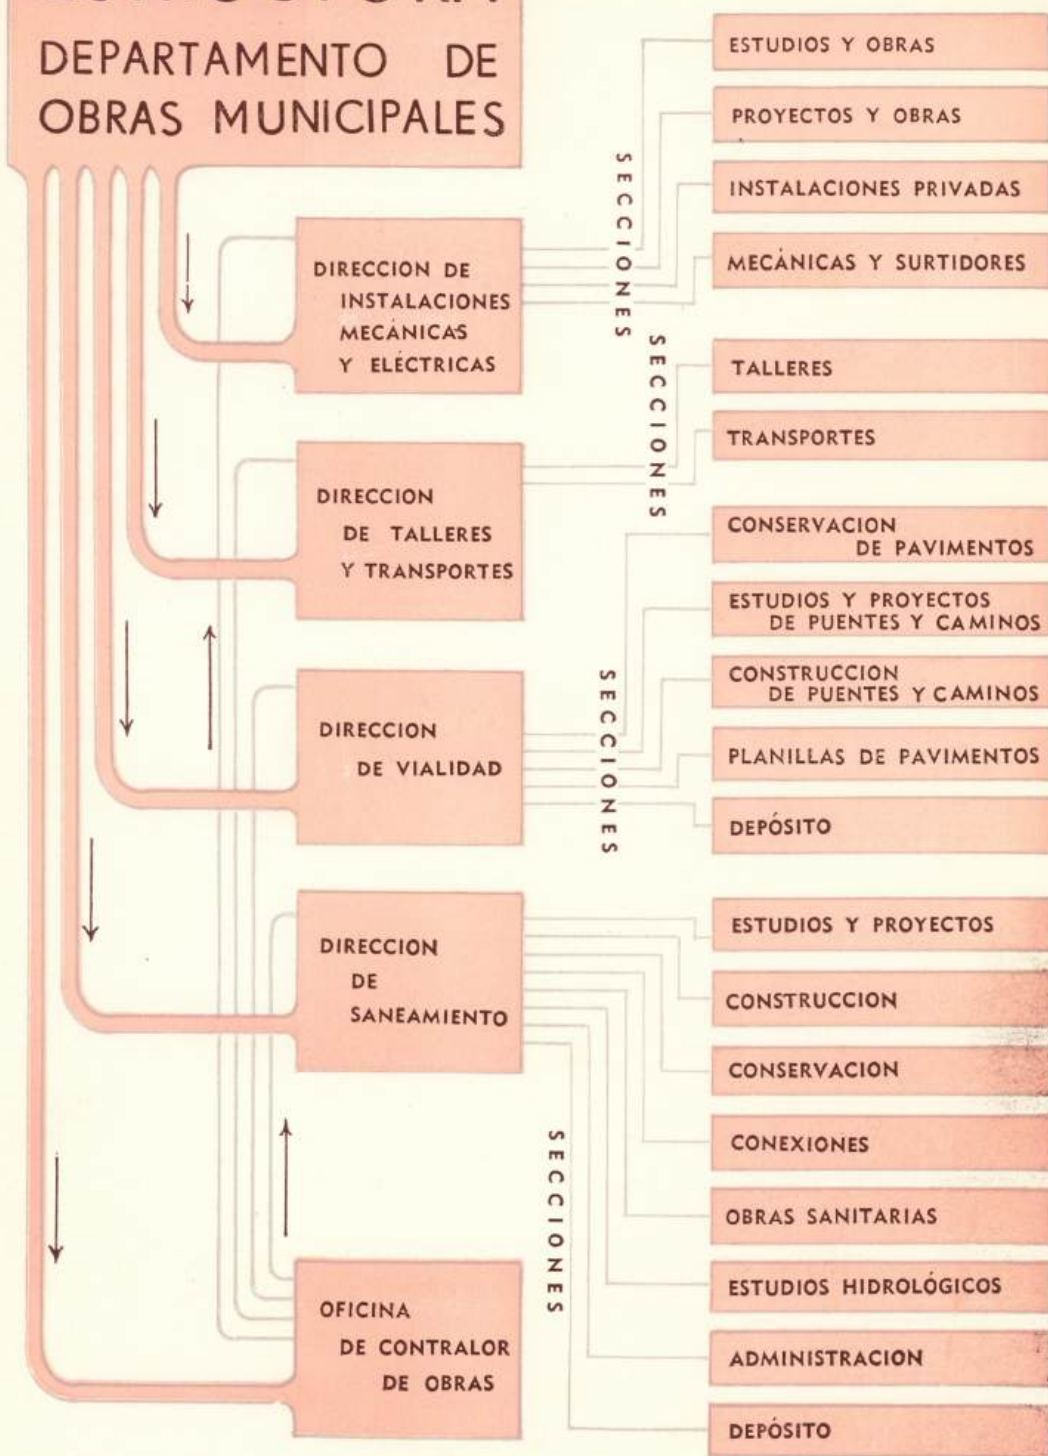 DEPARTAMENTO DE
OBRAS MUNICIPALES
DIRECCION DE
INSTALACIONES
MECÁNICAS
Y ELÉCTRICAS
SECCIONES
ESTUDIOS Y OBRAS
PROYECTOS Y OBRAS
INSTALACIONES PRIVADAS
MECÁNICAS Y SURTIDORES
DIRECCION
DE TALLERES
Y TRANSPORTES
SECCIONES
TALLERES
TRANSPORTES
DIRECCION
DE VIALIDAD
SECCIONES
CONSERVACION
DE PAVIMENTOS
ESTUDIOS Y PROYECTOS
DE PUENTES Y CAMINOS
CONSTRUCCION
DE PUENTES Y CAMINOS
PLANILLAS DE PAVIMENTOS
DEPÓSITO
DIRECCION
DE
SANEAMIENTO
SECCIONES
ESTUDIOS Y PROYECTOS
CONSTRUCCION
CONSERVACION
CONEXIONES
OBRAS SANITARIAS
ESTUDIOS HIDROLÓGICOS
ADMINISTRACION
DEPÓSITO
OFICINA
DE CONTRALOR
DE OBRAS